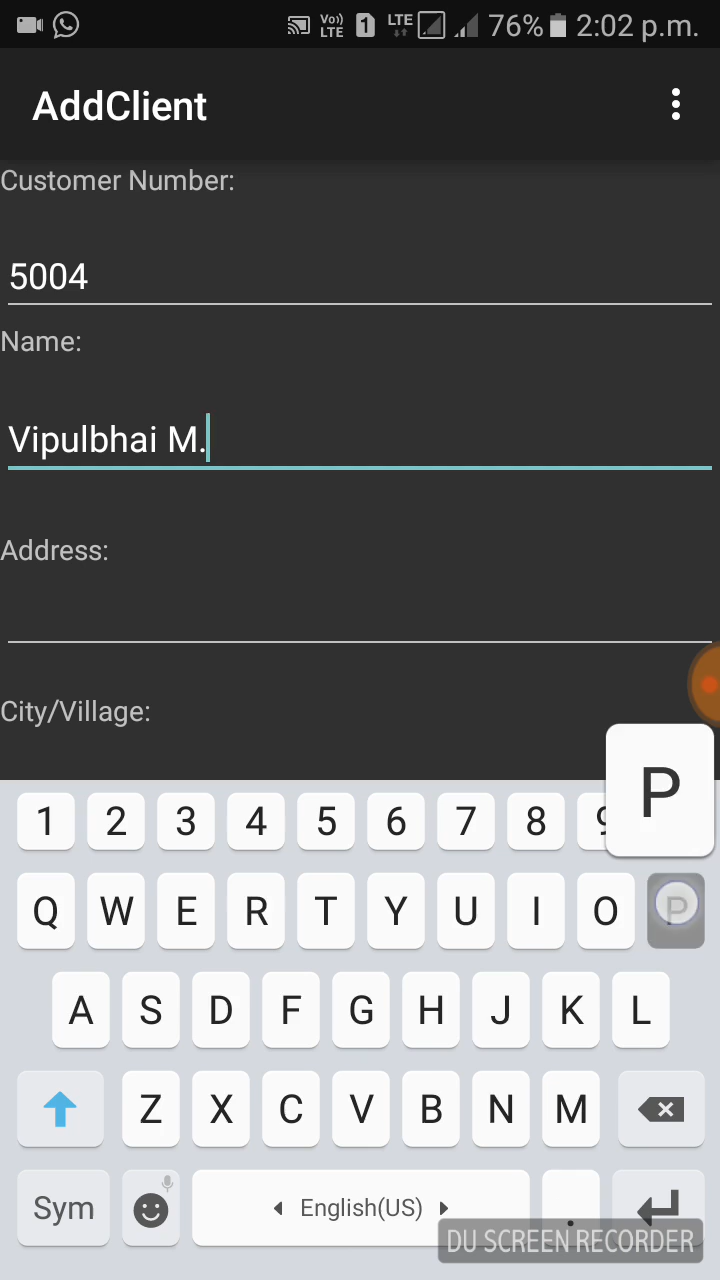 Vo)) LTE 1 LTE 76% 2:02 p.m.
AddClient
Customer Number:
5004
Name:
Vipulbhai M.
Address:
City/Village:
P
1 2 3 4 5 6 7 8 9
Q W E R T Y U I O P
A S D F G H J K L
Z X C V B N M
Sym English(US) .
DU SCREEN RECORDER